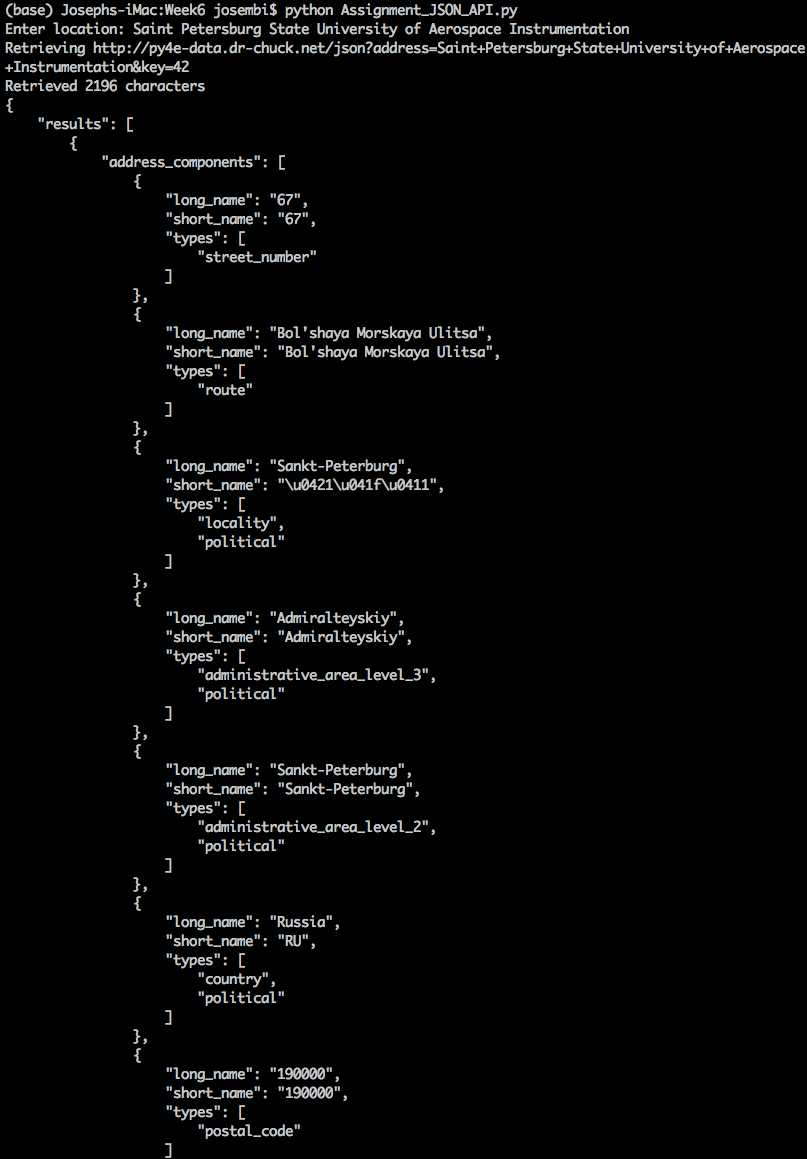 (base) Josephs-iMac:Week6 josembi$ python Assignment_JSON_API.py
Enter location: Saint Petersburg State University of Aerospace Instrumentation
Retrieving http://py4e-data.dr-chuck.net/json?address=Saint+Petersburg+State+University+of+Aerospace
+Instrumentation&key=42
Retrieved 2196 characters
{
    "results": [
        {
            "address_components": [
                {
                    "long_name": "67",
                    "short_name": "67",
                    "types": [
                        "street_number"
                    ]
                },
                {
                    "long_name": "Bol'shaya Morskaya Ulitsa",
                    "short_name": "Bol'shaya Morskaya Ulitsa",
                    "types": [
                        "route"
                    ]
                },
                {
                    "long_name": "Sankt-Peterburg",
                    "short_name": "\u0421\u041f\u0411",
                    "types": [
                        "locality",
                        "political"
                    ]
                },
                {
                    "long_name": "Admiralteyskiy",
                    "short_name": "Admiralteyskiy",
                    "types": [
                        "administrative_area_level_3",
                        "political"
                    ]
                },
                {
                    "long_name": "Sankt-Peterburg",
                    "short_name": "Sankt-Peterburg",
                    "types": [
                        "administrative_area_level_2",
                        "political"
                    ]
                },
                {
                    "long_name": "Russia",
                    "short_name": "RU",
                    "types": [
                        "country",
                        "political"
                    ]
                },
                {
                    "long_name": "190000",
                    "short_name": "190000",
                    "types": [
                        "postal_code"
                    ]